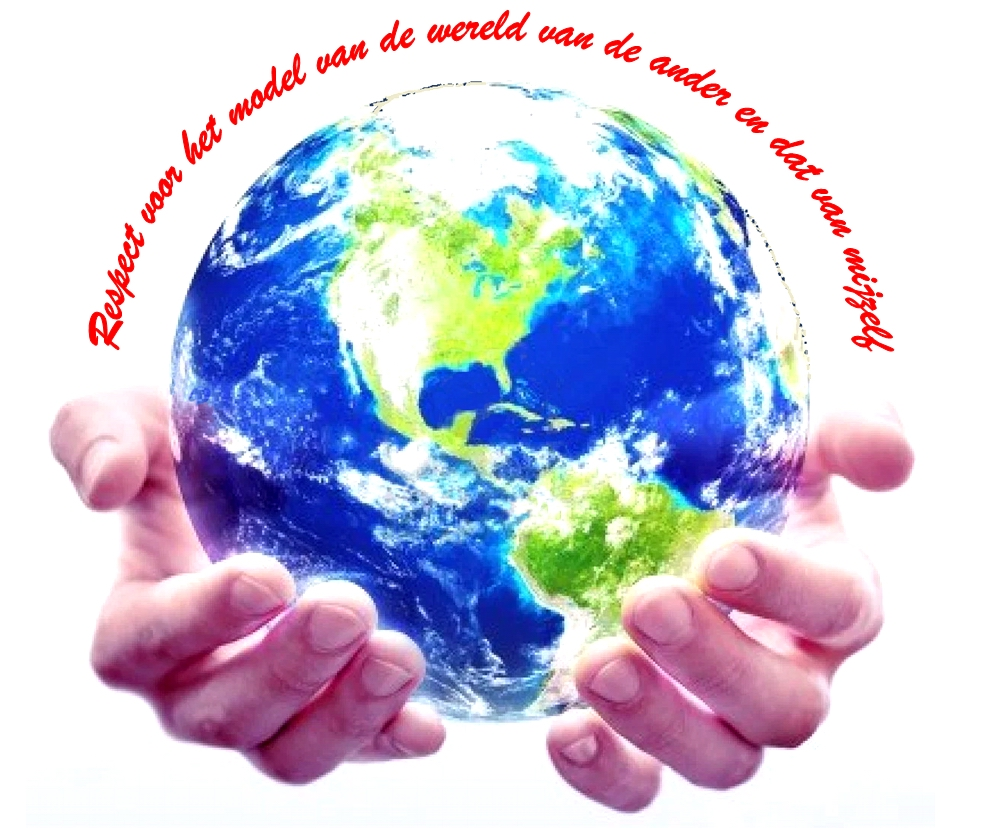 Respect voor het model van de wereld van de ander en dat van mijzelf